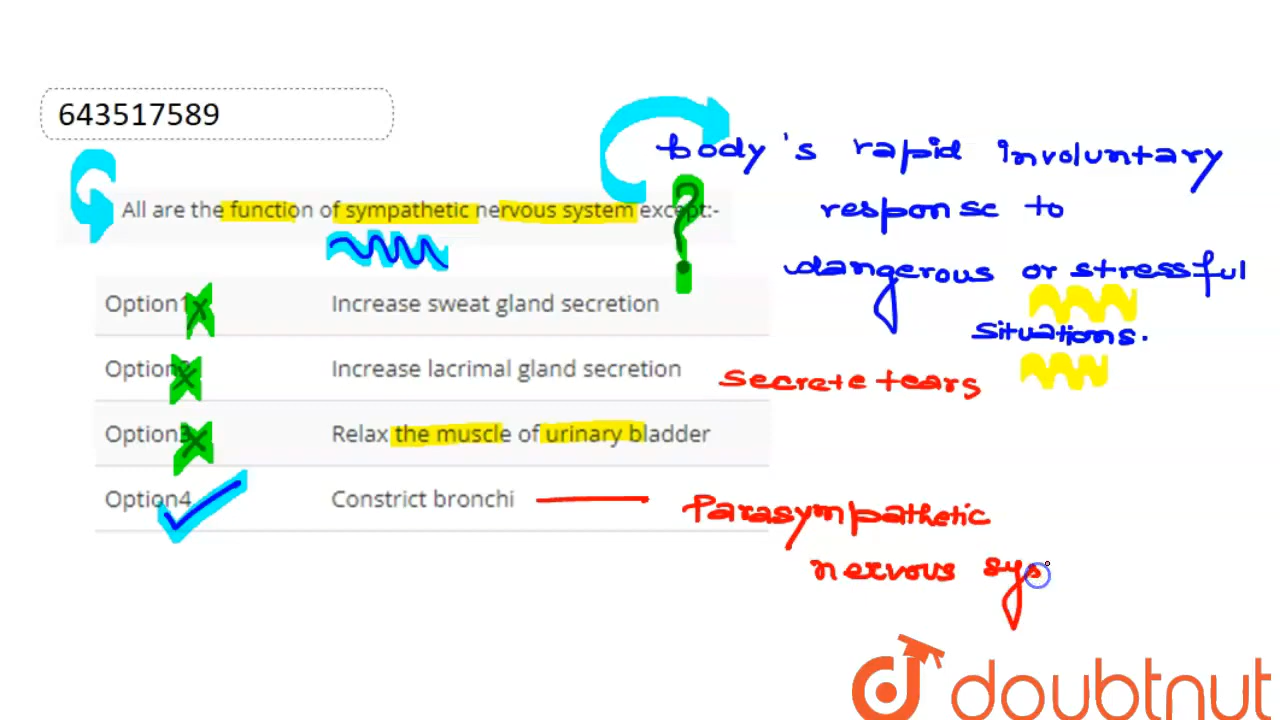 643517589
body's rapid involuntary
All are the function of sympathetic nervous system except:-
?
response to
dangerous or stressful
situations.
Option1 Increase sweat gland secretion
Option2 Increase lacrimal gland secretion
secrete tears
Option3 Relax the muscle of urinary bladder
Option4 Constrict bronchi
Parasympathetic
nervous sys
doubtnut